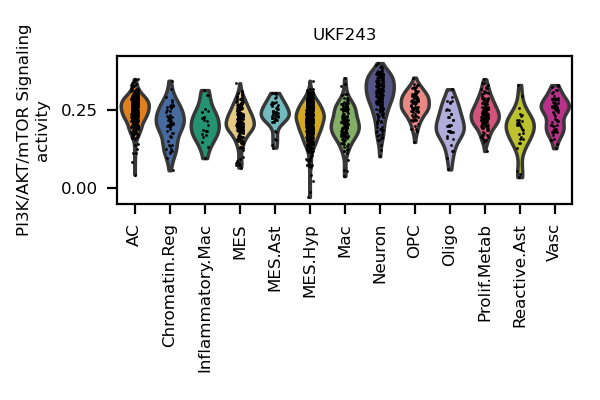 UKF243
PI3K/AKT/mTOR Signaling
activity
0.25
0.00
AC
Chromatin.Reg
Inflammatory.Mac
MES
MES.Ast
MES.Hyp
Mac
Neuron
OPC
Oligo
Prolif.Metab
Reactive.Ast
Vasc